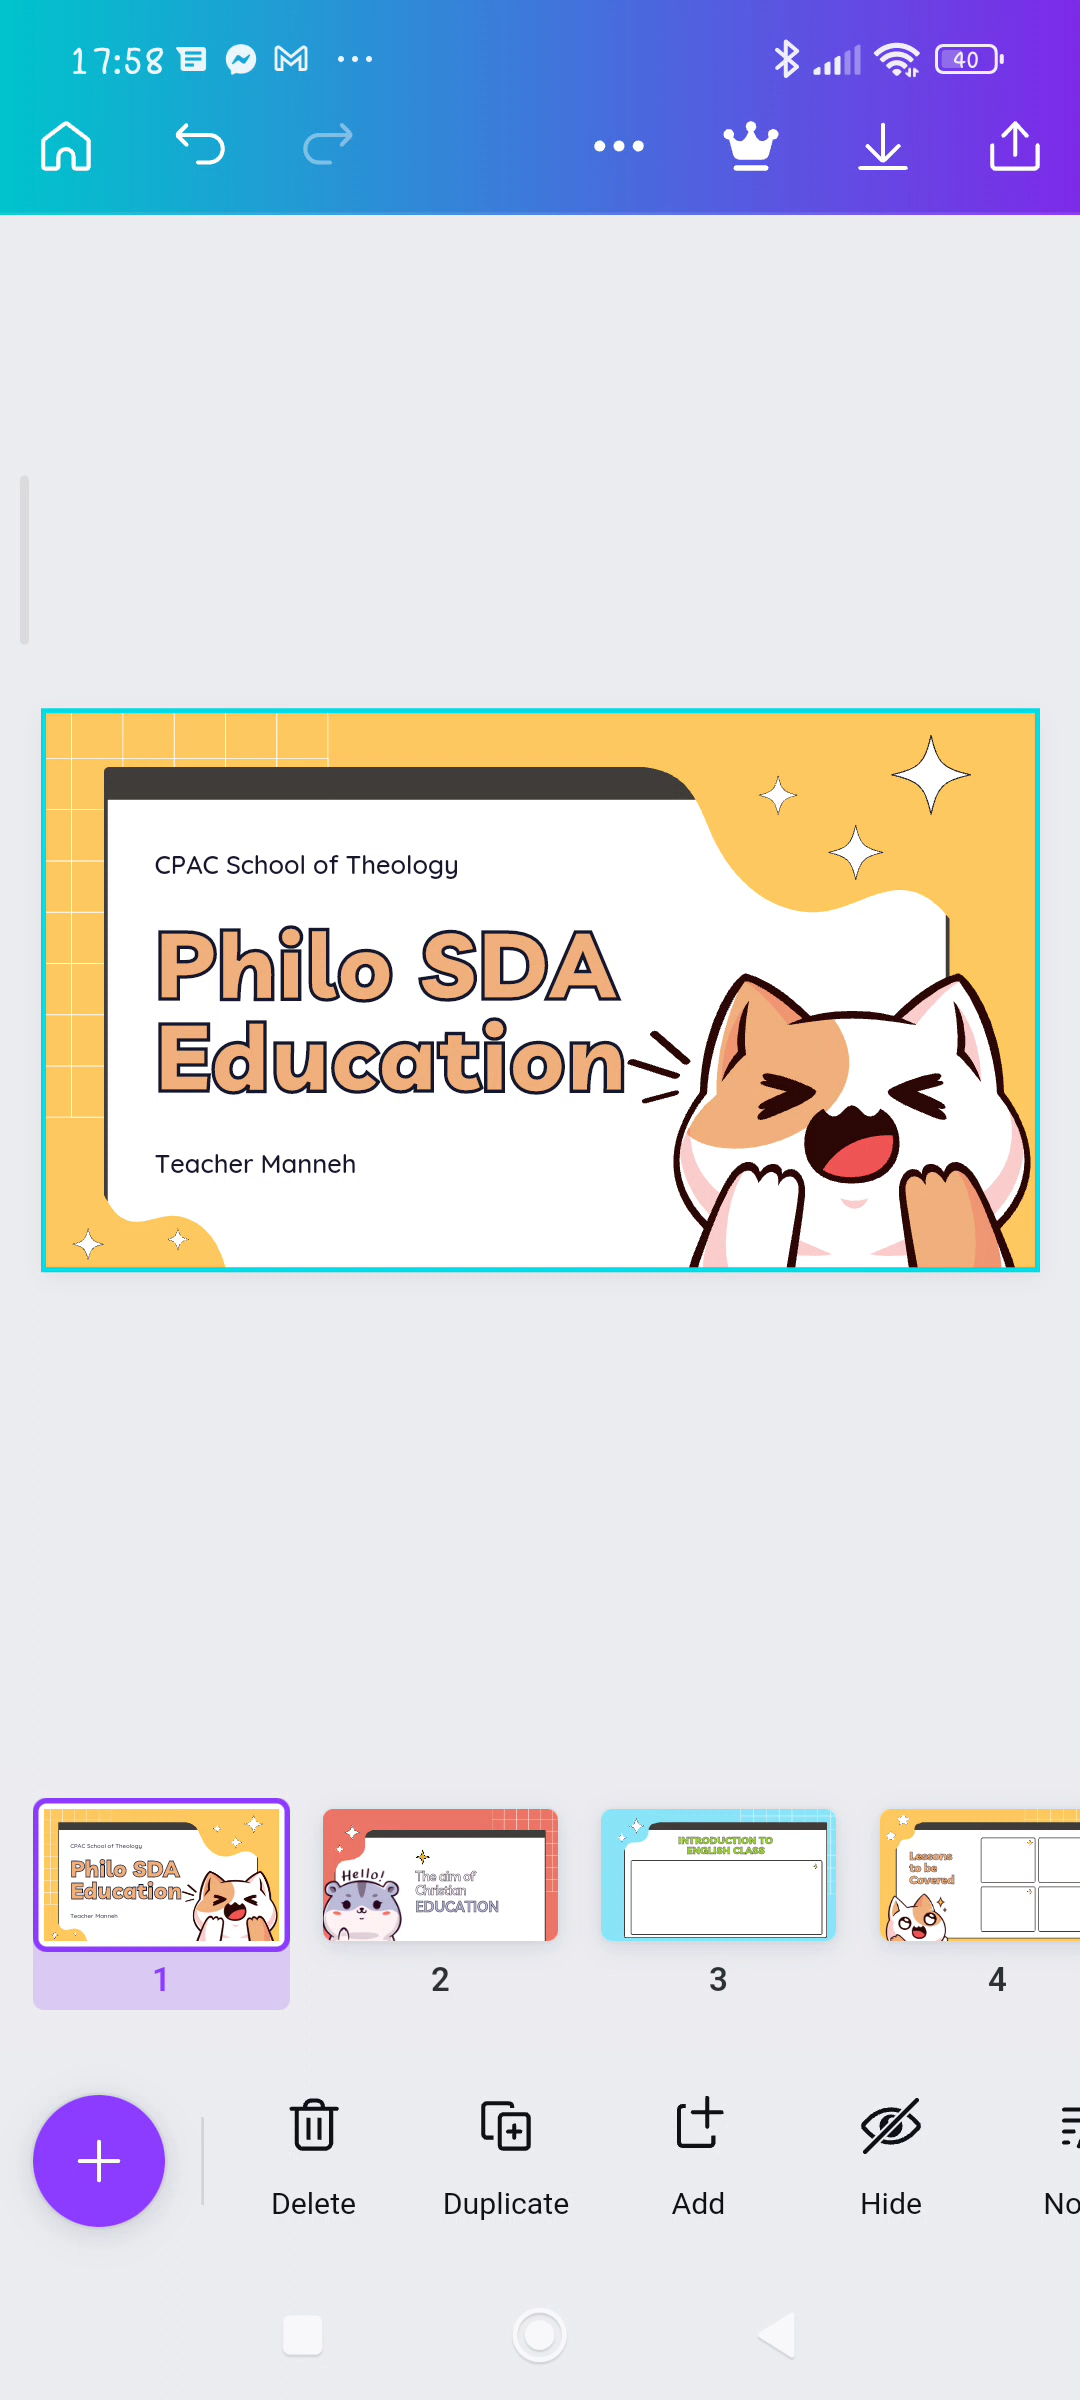 17:58
40
CPAC School of Theology
Philo SDA
Education
Teacher Manneh
CPAC School of Theology
Philo SDA
Education
Teacher Manneh
Hello!
The aim of
Christian
EDUCATION
INTRODUCTION TO
ENGLISH CLASS
Lessons
to be
Covered
1
2
3
4
Delete
Duplicate
Add
Hide
No